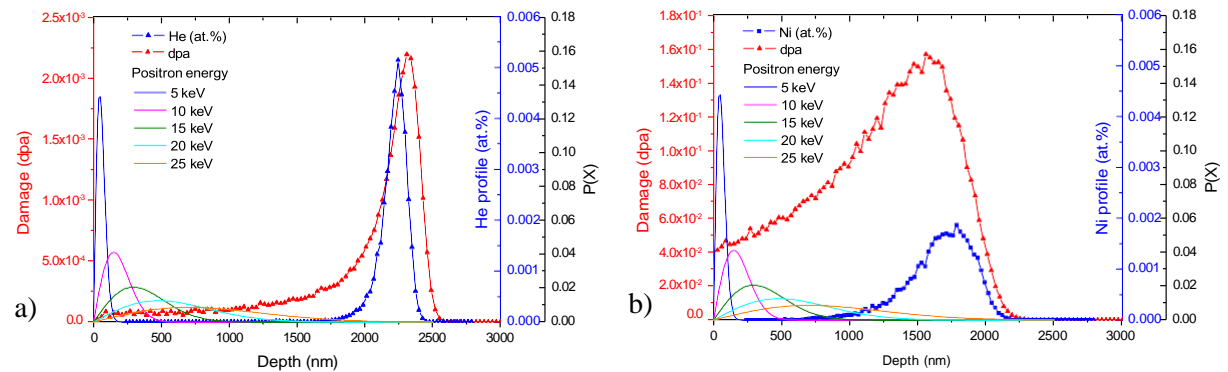 He (at.%)
dpa
Positron energy
5 keV
10 keV
15 keV
20 keV
25 keV
2.5x10⁻³
2.0x10⁻³
1.5x10⁻³
1.0x10⁻³
5.0x10⁻⁴
0.0
Damage (dpa)
0 500 1000 1500 2000 2500 3000
Depth (nm)
0.006
0.005
0.004
0.003
0.002
0.001
0.000
He profile (at.%)
0.18
0.16
0.14
0.12
0.10
0.08
0.06
0.04
0.02
0.00
P(X)
a)
Ni (at.%)
dpa
Positron energy
5 keV
10 keV
15 keV
20 keV
25 keV
1.8x10⁻¹
1.6x10⁻¹
1.4x10⁻¹
1.2x10⁻¹
1.0x10⁻¹
8.0x10⁻²
6.0x10⁻²
4.0x10⁻²
2.0x10⁻²
0.0
Damage (dpa)
0 500 1000 1500 2000 2500 3000
Depth (nm)
0.006
0.005
0.004
0.003
0.002
0.001
0.000
Ni profile (at.%)
0.18
0.16
0.14
0.12
0.10
0.08
0.06
0.04
0.02
0.00
P(X)
b)